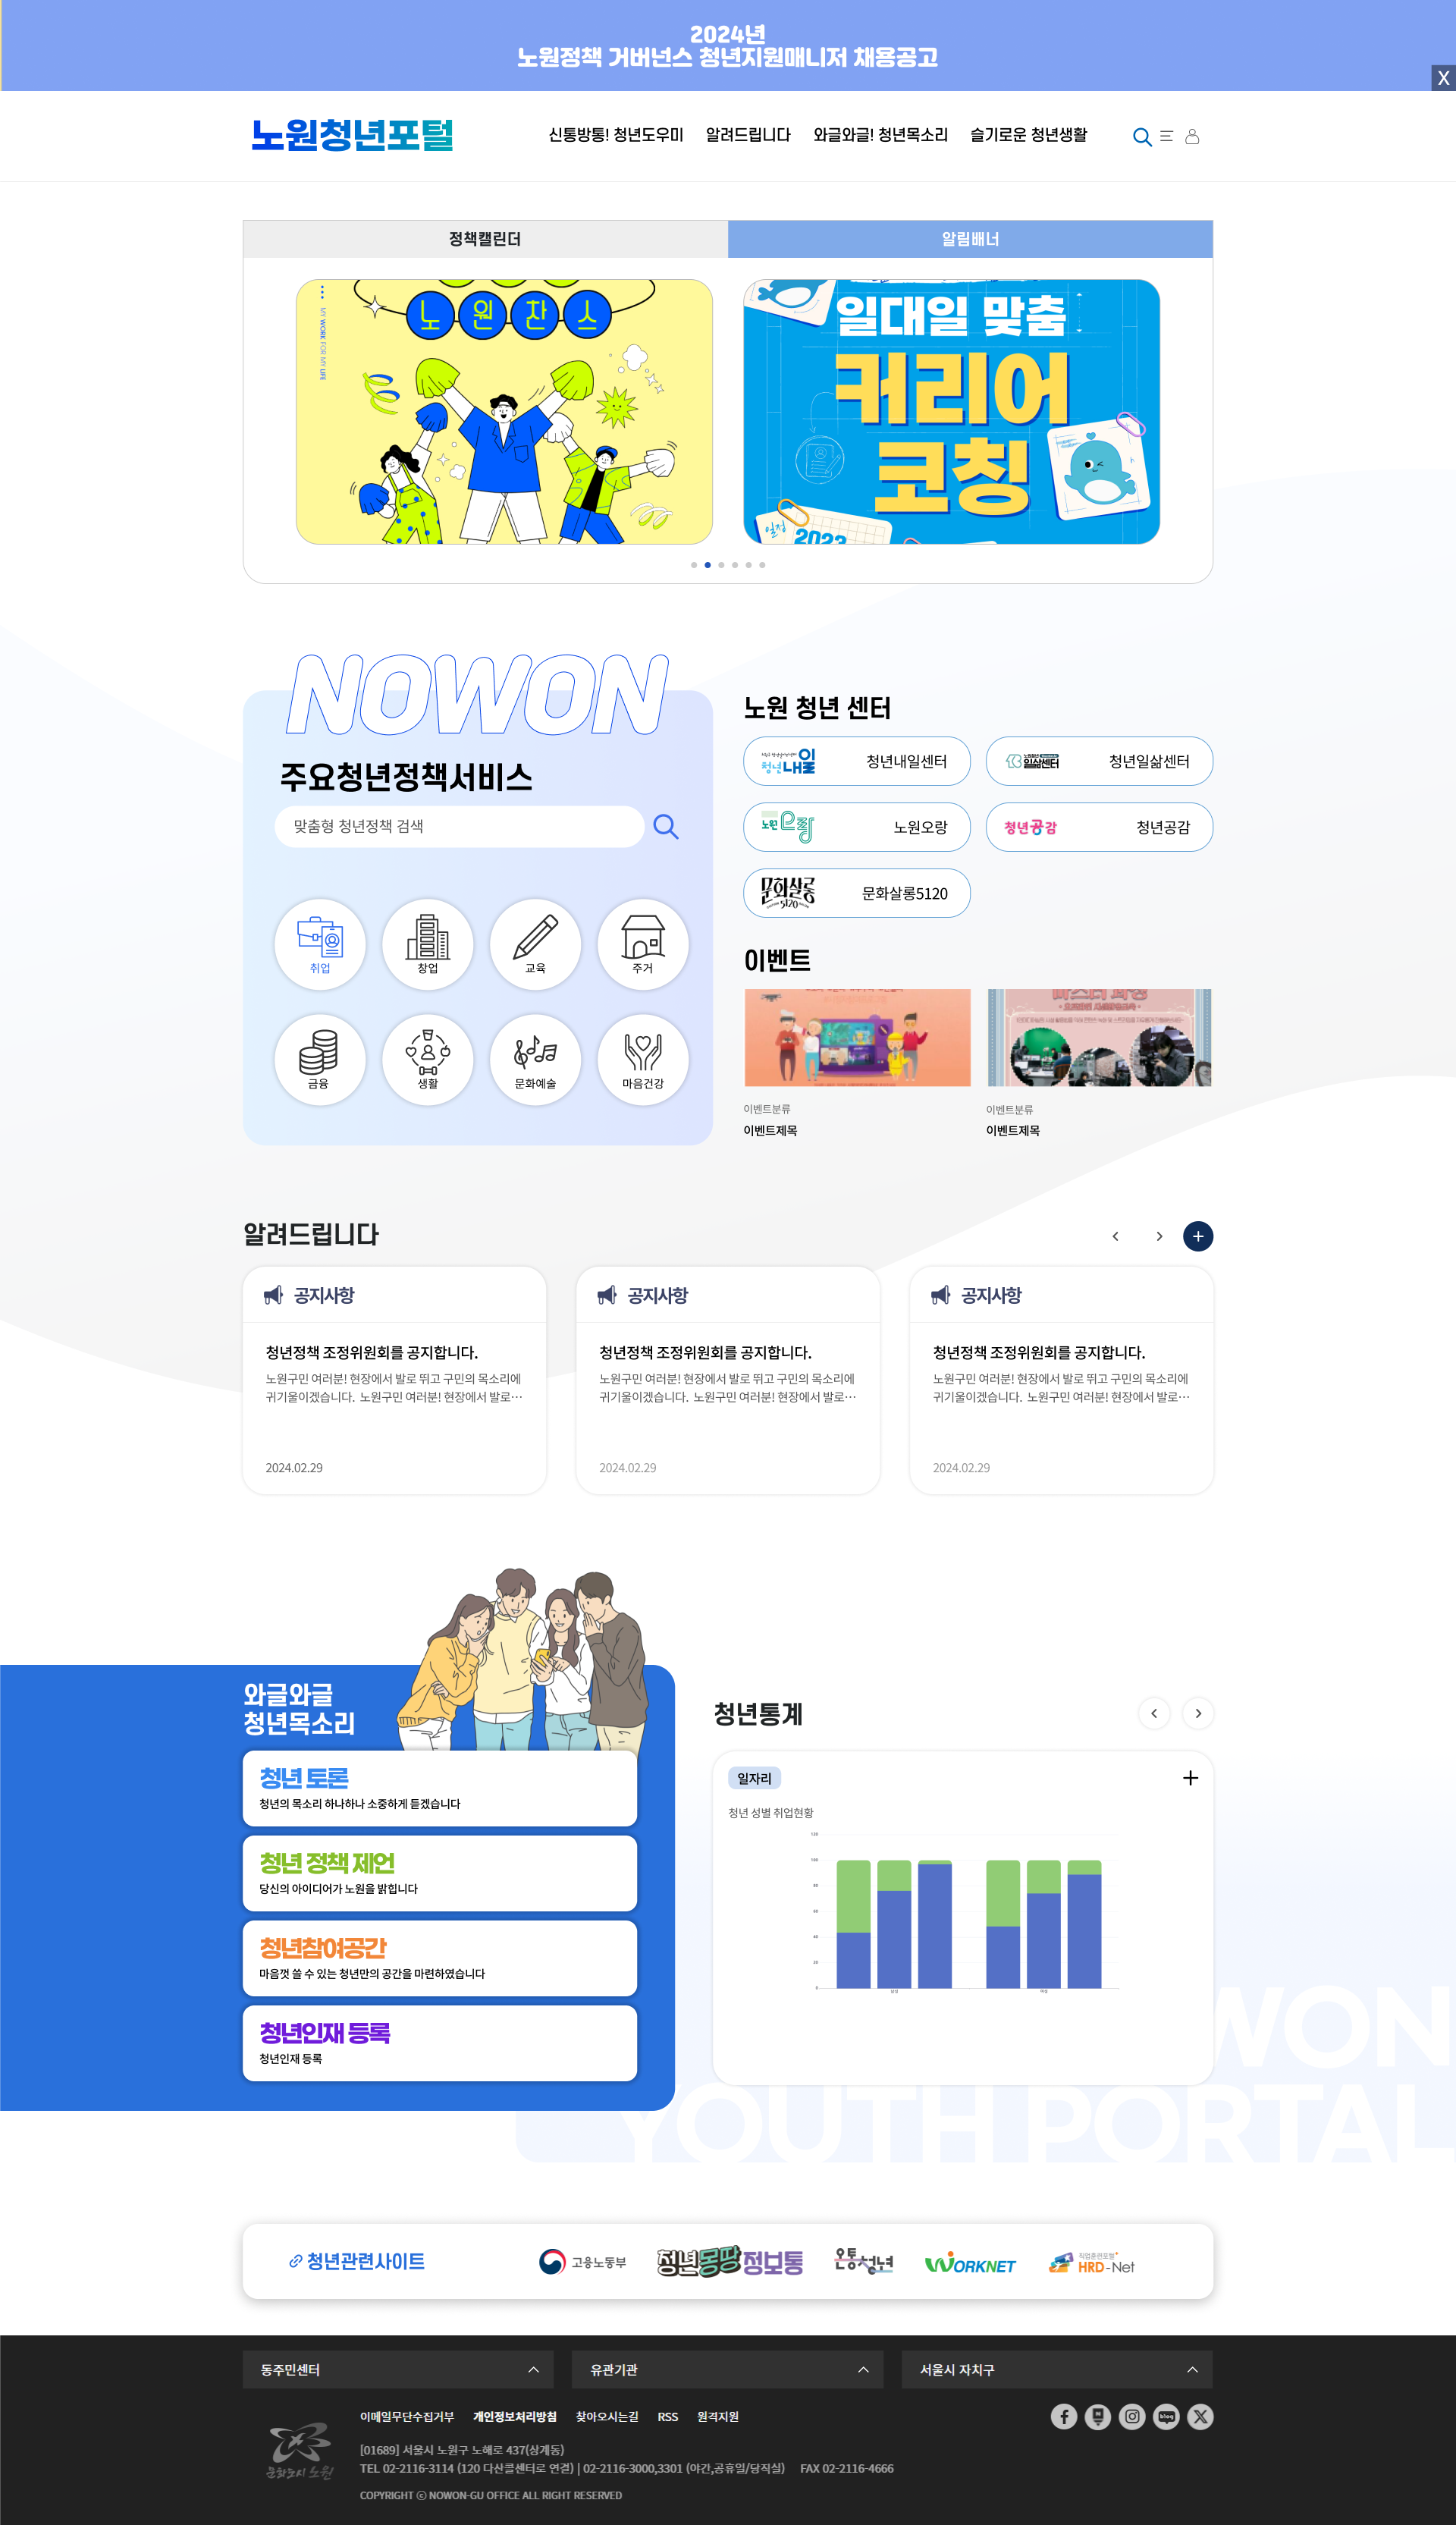 2024년
노원정책 거버넌스 청년지원매니저 채용공고
X
노원청년포털
신통방통! 청년도우미
알려드립니다
와글와글! 청년목소리
슬기로운 청년생활
정책캘린더
알림배너
노원찬스
MY WORK FOR MY LIFE
일대일 맞춤
커리어
코칭
일정
2023
NOWON
주요청년정책서비스
맞춤형 청년정책 검색
취업
창업
교육
주거
금융
생활
문화예술
마음건강
노원 청년 센터
청년내일
청년내일센터
일삶센터
청년일삶센터
노원오랑
노원오랑
청년공감
청년공감
문화살롱
5120
문화살롱5120
이벤트
이벤트분류
이벤트제목
이벤트분류
이벤트제목
알려드립니다
공지사항
청년정책 조정위원회를 공지합니다.
노원구민 여러분! 현장에서 발로 뛰고 구민의 목소리에
귀기울이겠습니다. 노원구민 여러분! 현장에서 발로…
2024.02.29
공지사항
청년정책 조정위원회를 공지합니다.
노원구민 여러분! 현장에서 발로 뛰고 구민의 목소리에
귀기울이겠습니다. 노원구민 여러분! 현장에서 발로…
2024.02.29
공지사항
청년정책 조정위원회를 공지합니다.
노원구민 여러분! 현장에서 발로 뛰고 구민의 목소리에
귀기울이겠습니다. 노원구민 여러분! 현장에서 발로…
2024.02.29
와글와글
청년목소리
청년 토론
청년의 목소리 하나하나 소중하게 듣겠습니다
청년 정책 제언
당신의 아이디어가 노원을 밝힙니다
청년참여공간
마음껏 쓸 수 있는 청년만의 공간을 마련하였습니다
청년인재 등록
청년인재 등록
청년통계
일자리
청년 성별 취업현황
120
100
80
60
40
20
0
남성
여성
WON
YOUTH PORTAL
청년관련사이트
고용노동부
청년몽땅정보통
온통청년
WORKNET
직업훈련포털
HRD-Net
동주민센터
유관기관
서울시 자치구
이메일무단수집거부
개인정보처리방침
찾아오시는길
RSS
원격지원
blog
문화도시 노원
[01689] 서울시 노원구 노해로 437(상계동)
TEL 02-2116-3114 (120 다산콜센터로 연결) | 02-2116-3000,3301 (야간,공휴일/당직실) FAX 02-2116-4666
COPYRIGHT ⓒ NOWON-GU OFFICE ALL RIGHT RESERVED